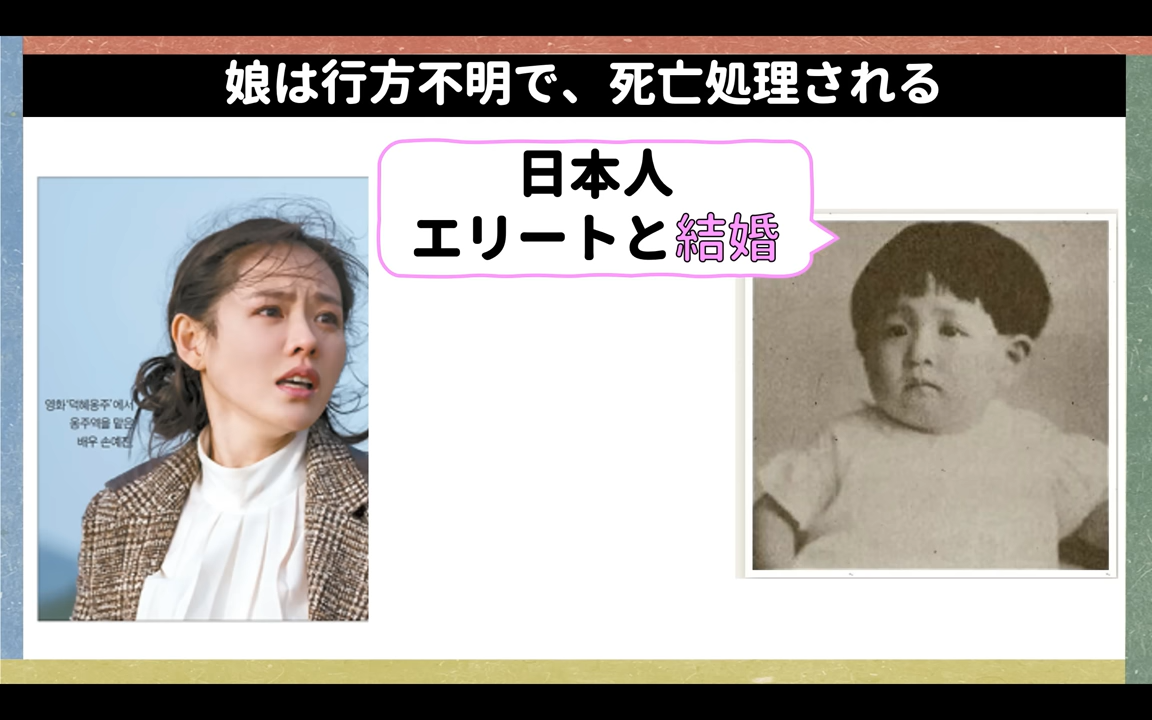 娘は行方不明で、死亡処理される
日本人
エリートと結婚
영화 '덕혜옹주'에서
옹주역을 맡은
배우 손예진.